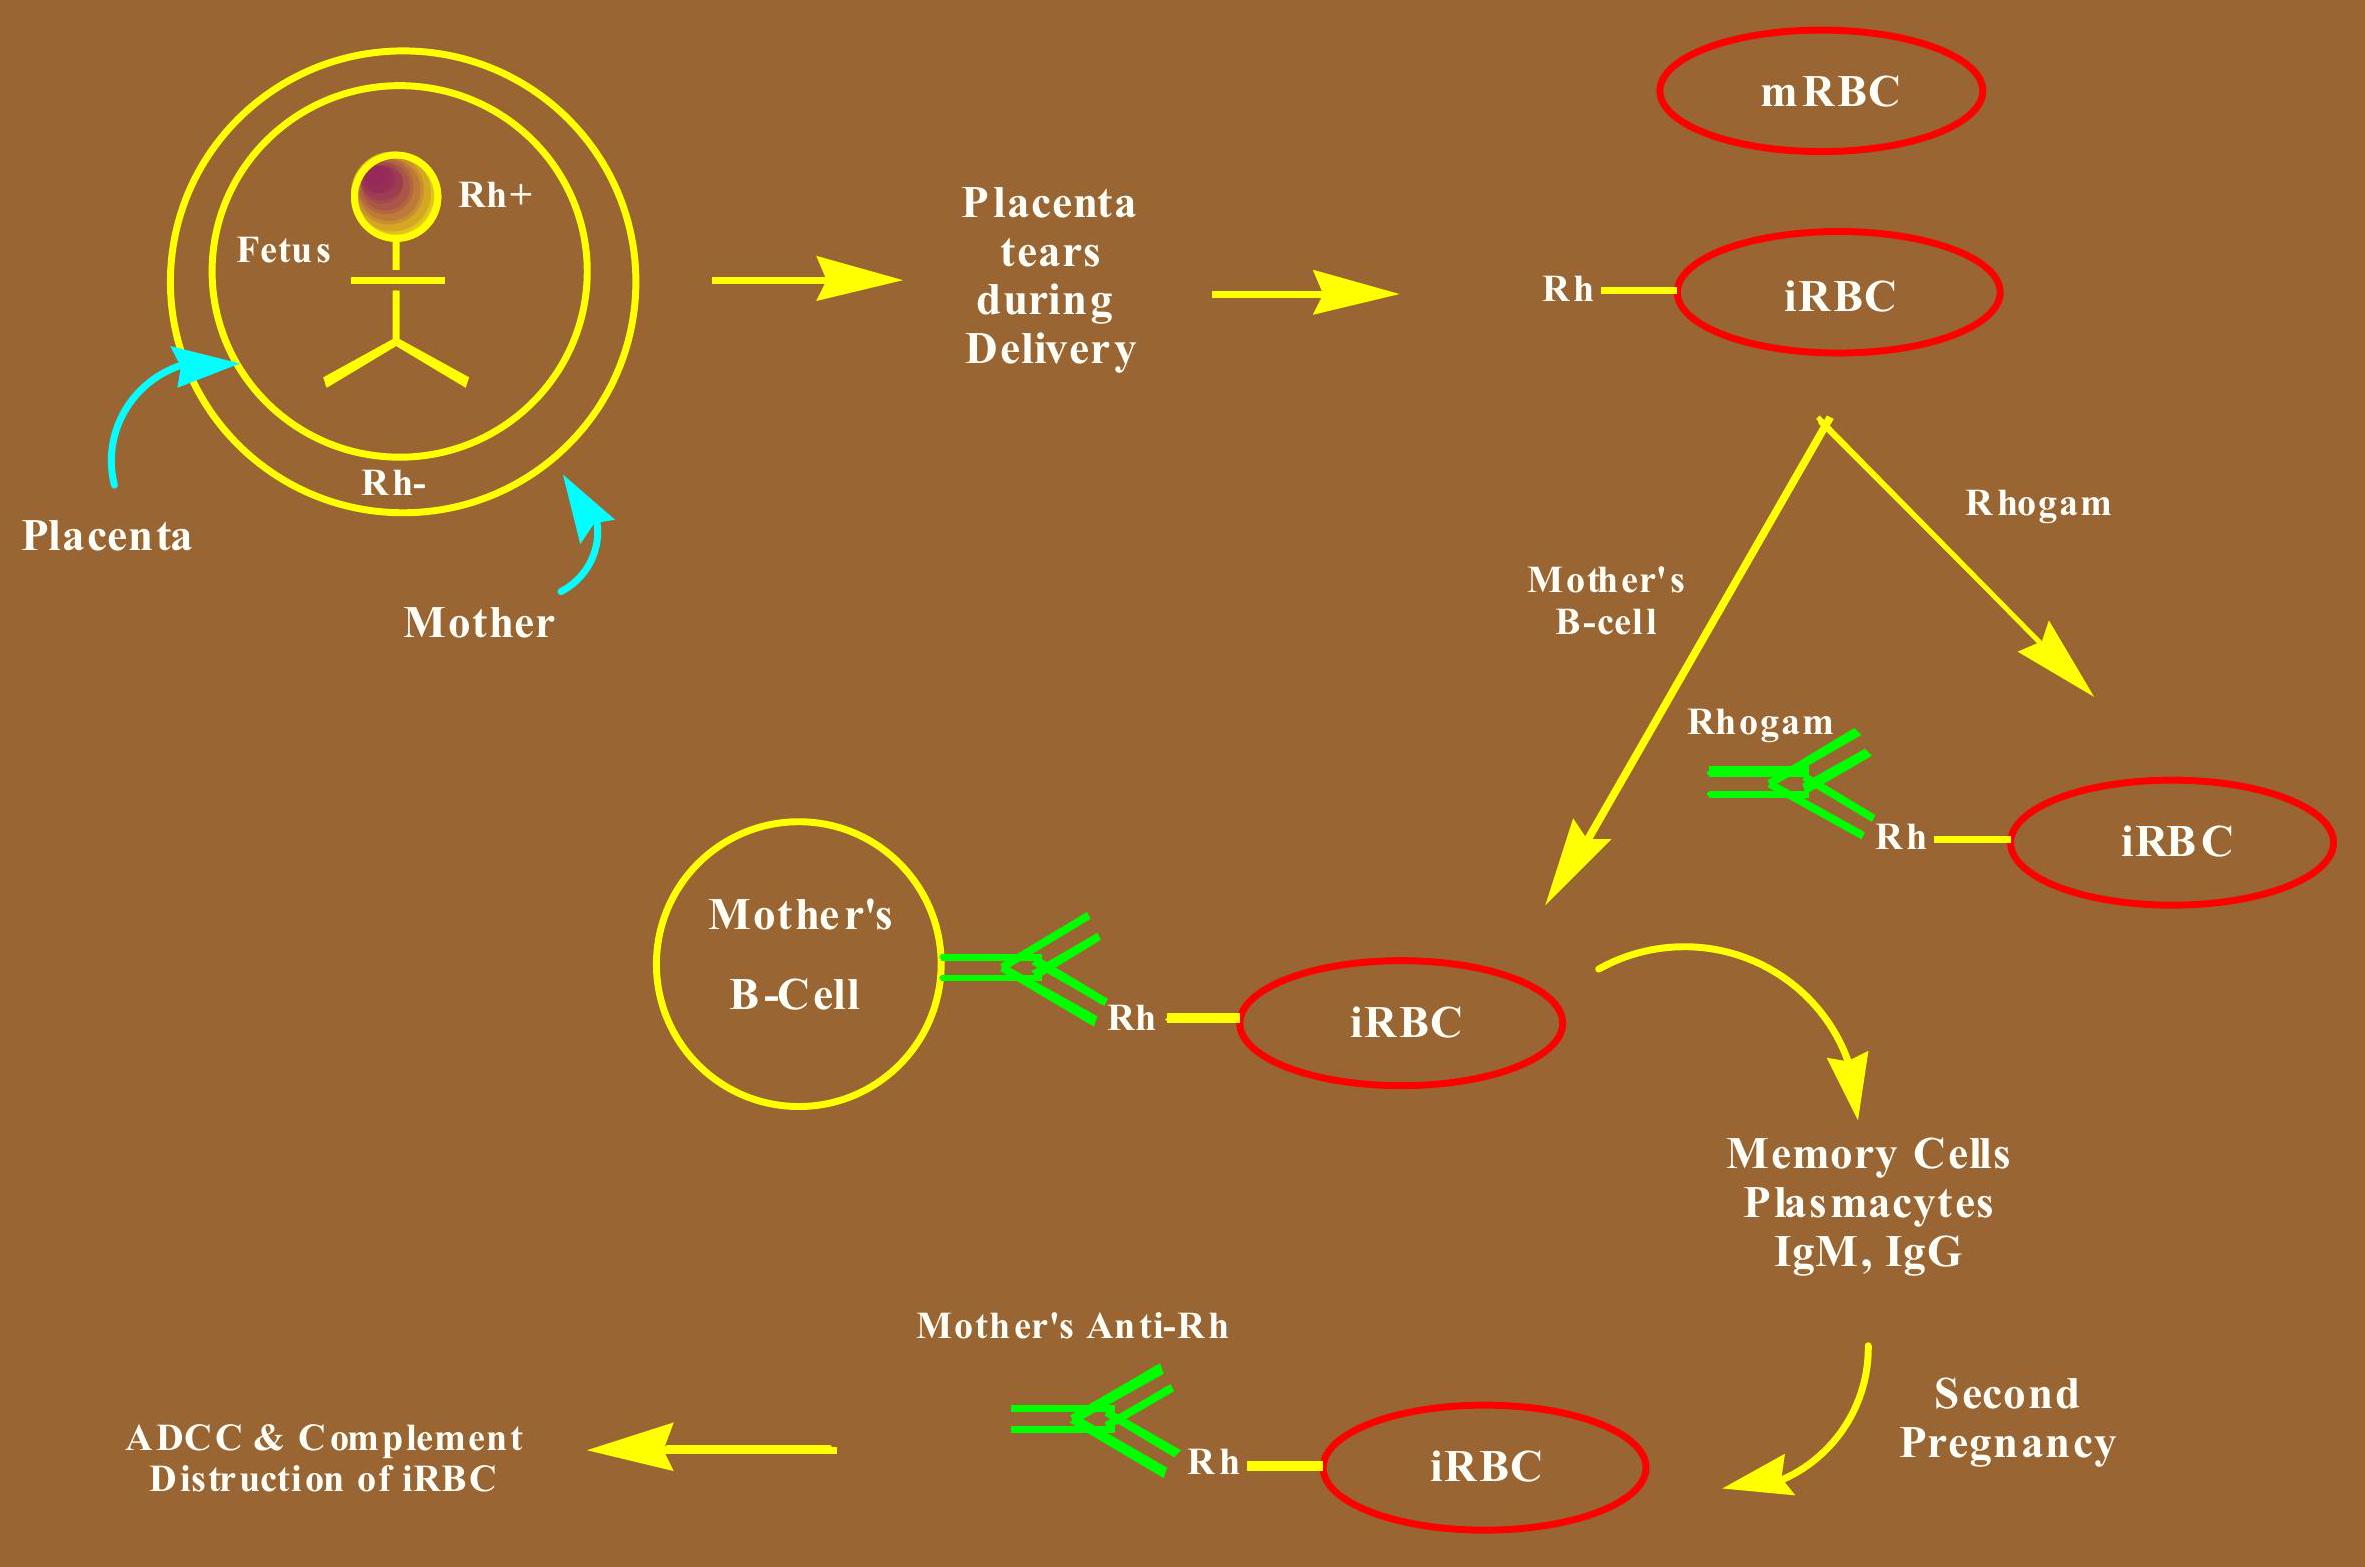 mRBC
Rh+
Fetus
Placenta
tears
during
Delivery
Rh
iRBC
Rh-
Placenta
Mother
Rhogam
Mother's
B-cell
Rhogam
Rh
iRBC
Mother's
B-Cell
Rh
iRBC
Memory Cells
Plasmacytes
IgM, IgG
Mother's Anti-Rh
Second
Pregnancy
Rh
iRBC
ADCC & Complement
Distruction of iRBC